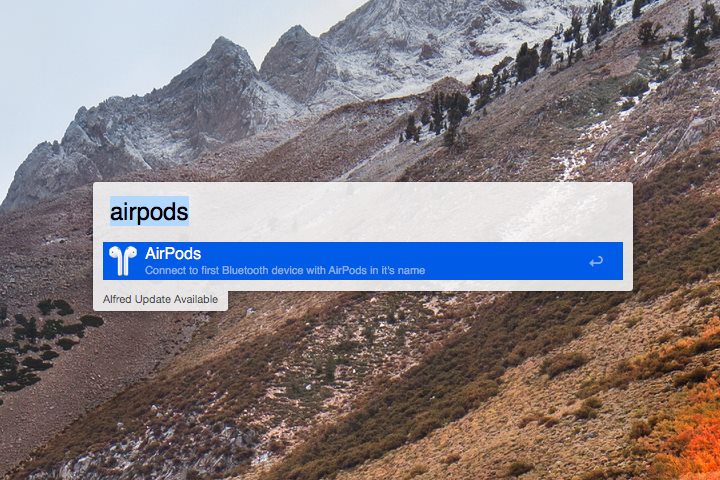 airpods
AirPods
Connect to first Bluetooth device with AirPods in it's name
Alfred Update Available